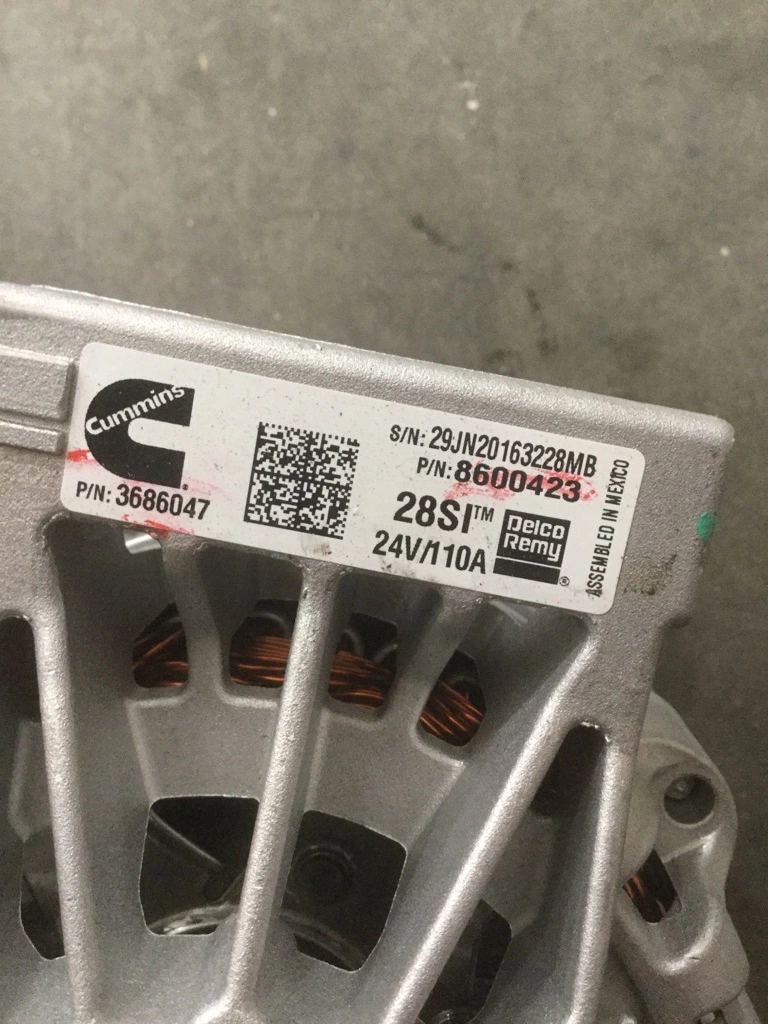 Cummins
P/N: 3686047
S/N: 29JN20163228MB
P/N: 8600423
28SI™
24V/110A
Delco
Remy
®
ASSEMBLED IN MEXICO